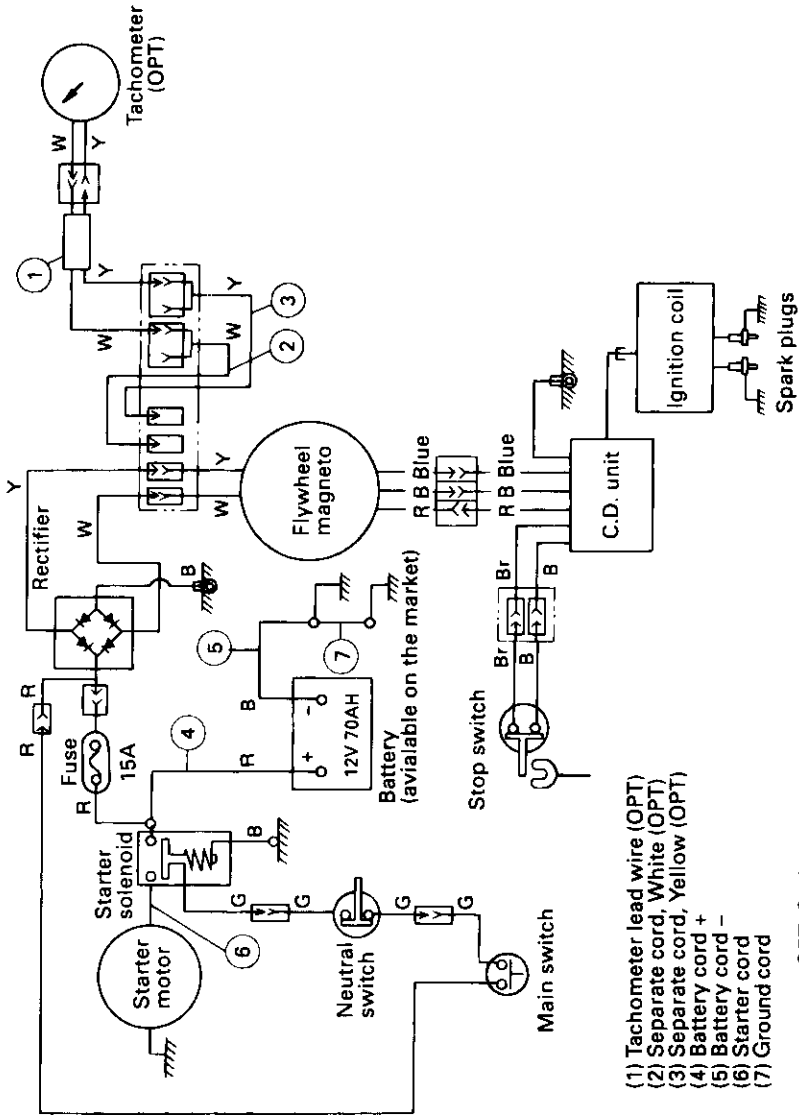 Tachometer
(OPT)
W
Y
1
W
Y
W
Y
2
3
Y
W
Rectifier
B
W
Y
Flywheel
magneto
R B Blue
R B Blue
R
R
Fuse
15A
R
4
R
5
B
7
+
-
12V 70AH
Battery
(avialable on the market)
Starter
solenoid
B
6
Starter
motor
G
G
Neutral
switch
G
G
Main switch
Stop switch
Br
B
Br
B
C.D. unit
Ignition coil
Spark plugs
(1) Tachometer lead wire (OPT)
(2) Separate cord, White (OPT)
(3) Separate cord, Yellow (OPT)
(4) Battery cord +
(5) Battery cord -
(6) Starter cord
(7) Ground cord